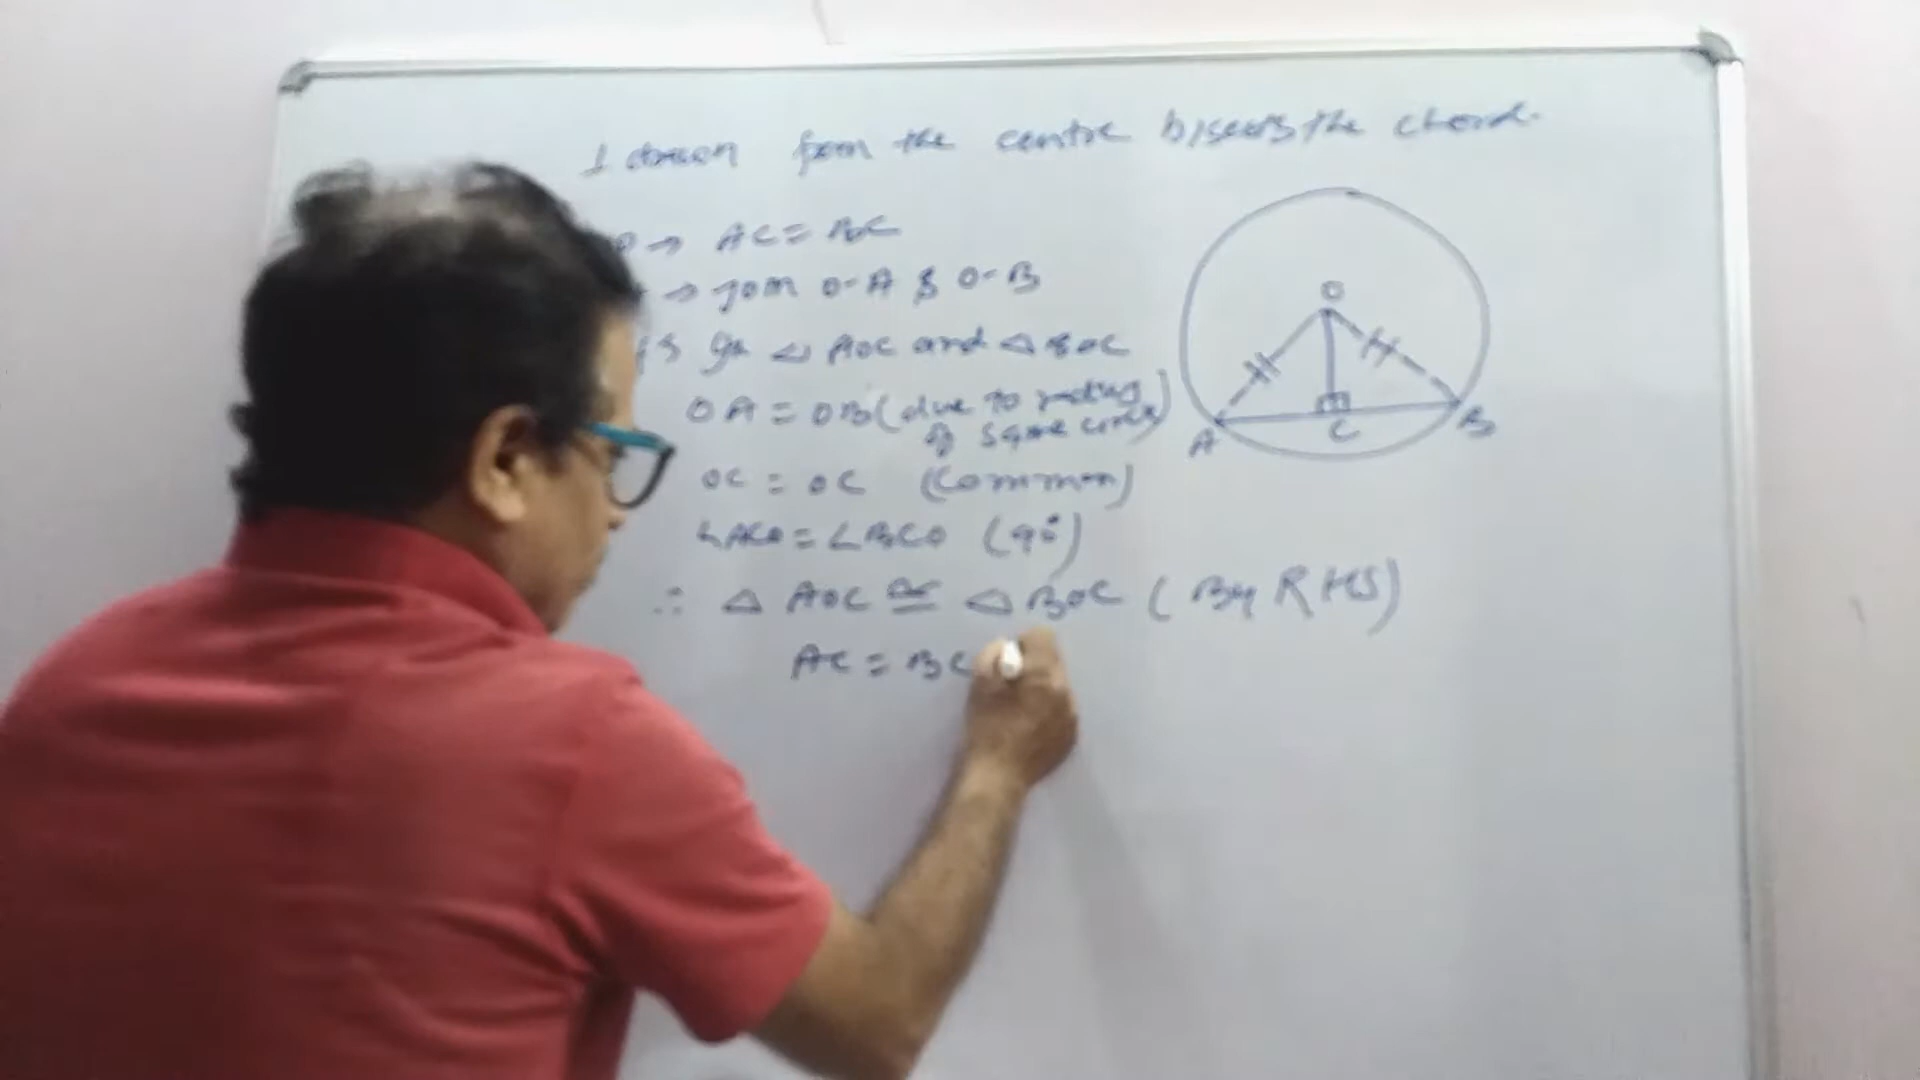 ⊥ drawn from the centre bisects the chord.
P → AC = BC
→ Join O-A & O-B
In △ AOC and △ BOC
OA = OB (due to radius
of same circle)
OC = OC (Common)
∠ACO = ∠BCO (90°)
∴ △ AOC ≅ △ BOC (By RHS)
AC = BC
O
A
C
B